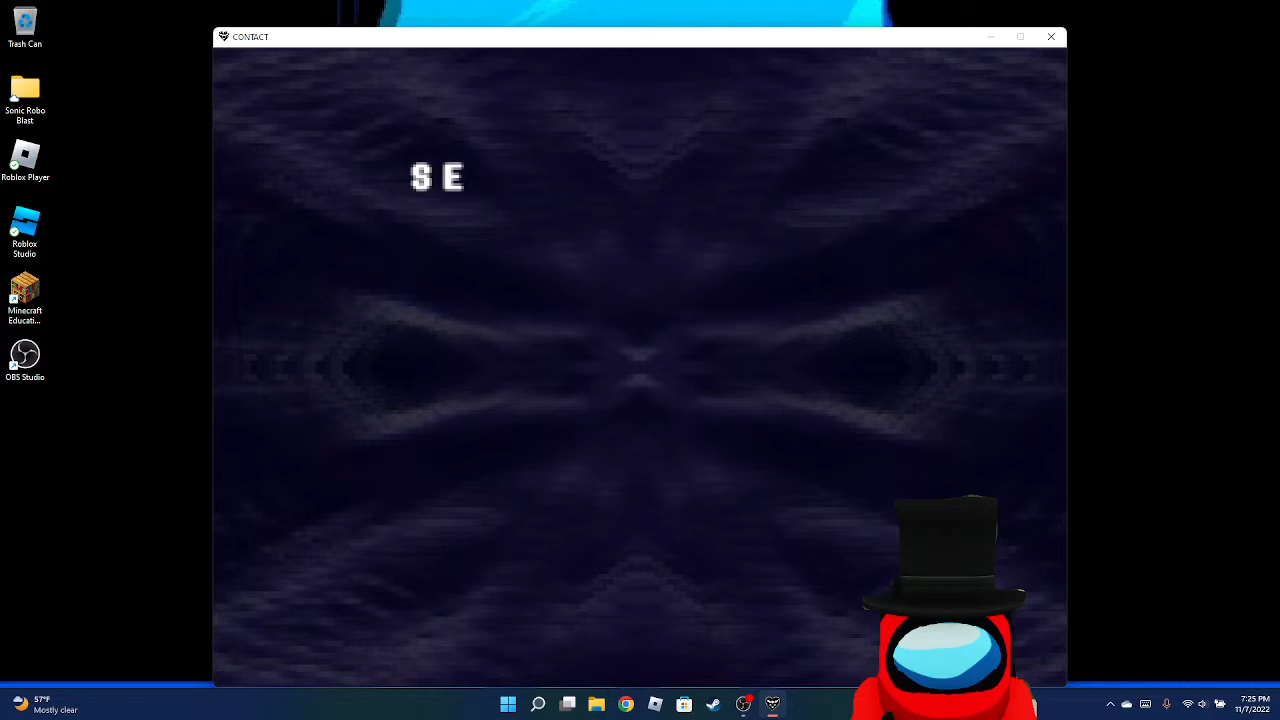 Trash Can
CONTACT
Sonic Robo
Blast
Roblox Player
Roblox
Studio
Minecraft
Educati...
OBS Studio
S E
57°F
Mostly clear
7:25 PM
11/7/2022